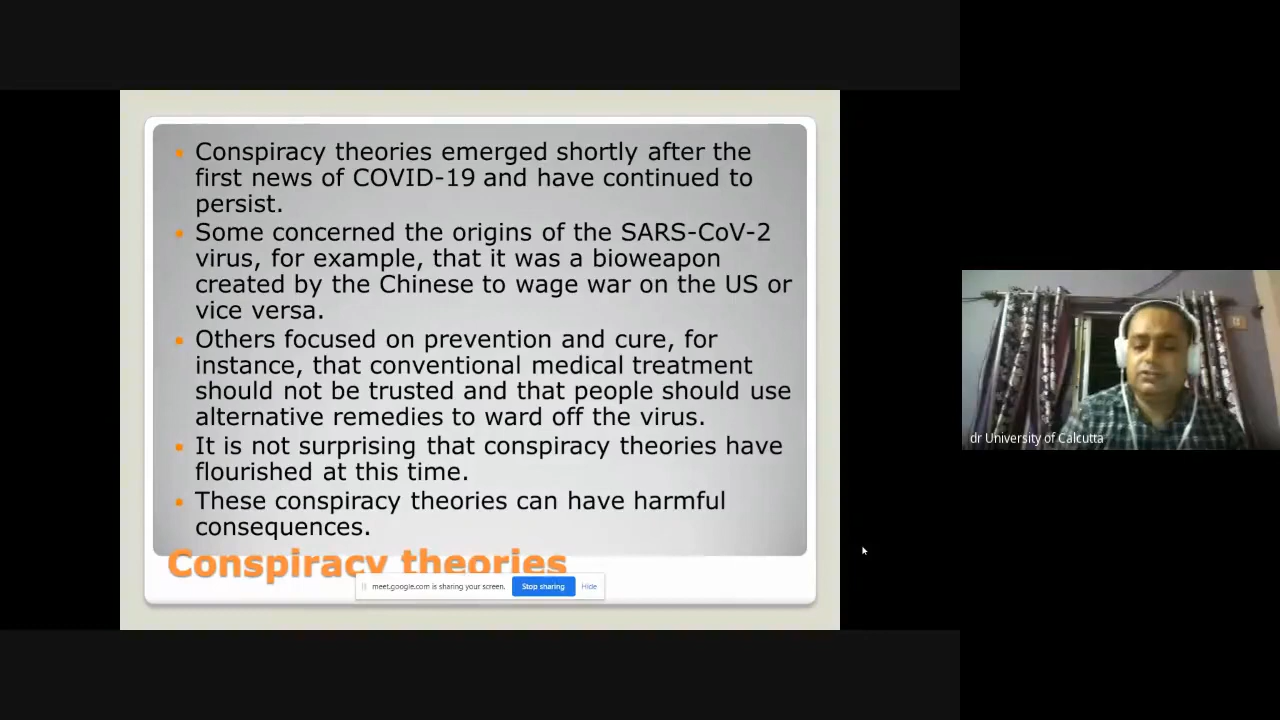 Conspiracy theories emerged shortly after the
first news of COVID-19 and have continued to
persist.
Some concerned the origins of the SARS-CoV-2
virus, for example, that it was a bioweapon
created by the Chinese to wage war on the US or
vice versa.
Others focused on prevention and cure, for
instance, that conventional medical treatment
should not be trusted and that people should use
alternative remedies to ward off the virus.
It is not surprising that conspiracy theories have
flourished at this time.
These conspiracy theories can have harmful
consequences.
Conspiracy theories
meet.google.com is sharing your screen. Stop sharing Hide
dr University of Calcutta